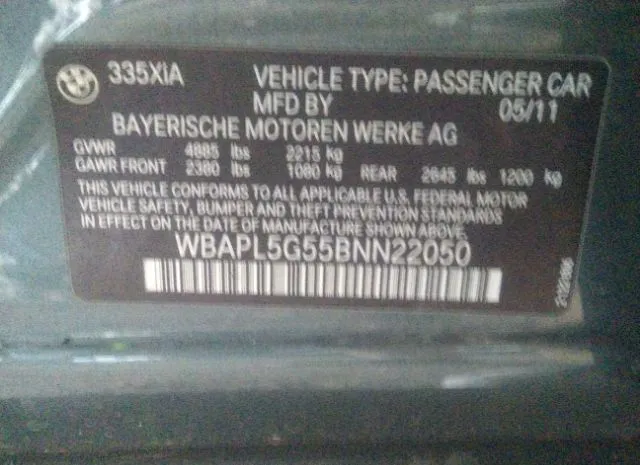 335XIA VEHICLE TYPE: PASSENGER CAR
MFD BY 05/11
BAYERISCHE MOTOREN WERKE AG
GVWR 4885 lbs 2215 kg
GAWR FRONT 2380 lbs 1080 kg REAR 2645 lbs 1200 kg
THIS VEHICLE CONFORMS TO ALL APPLICABLE U.S. FEDERAL MOTOR
VEHICLE SAFETY, BUMPER AND THEFT PREVENTION STANDARDS
IN EFFECT ON THE DATE OF MANUFACTURE SHOWN ABOVE.
WBAPL5G55BNN22050